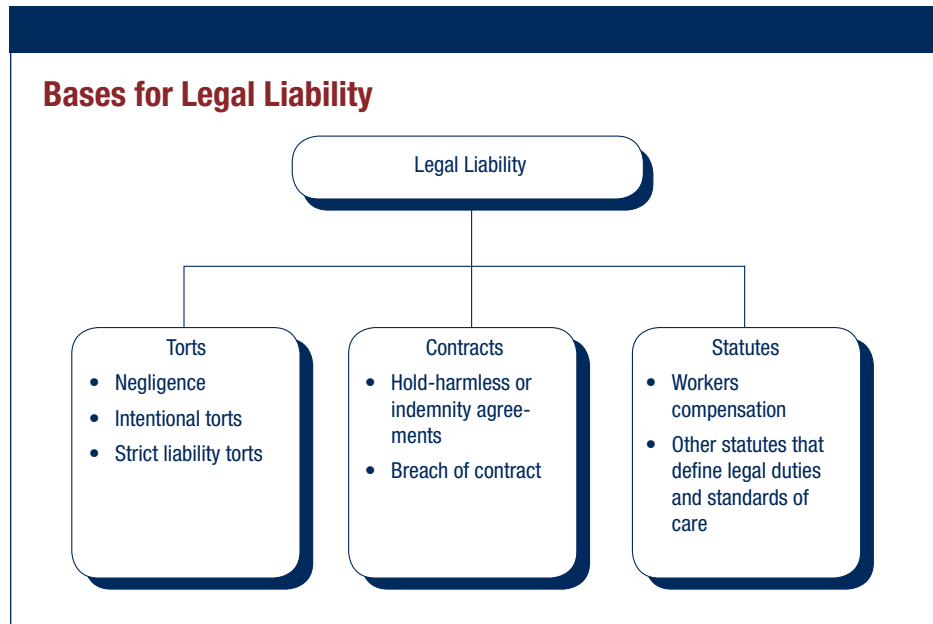 Bases for Legal Liability
Legal Liability
Torts
• Negligence
• Intentional torts
• Strict liability torts
Contracts
• Hold-harmless or
indemnity agree-
ments
• Breach of contract
Statutes
• Workers
compensation
• Other statutes that
define legal duties
and standards of
care